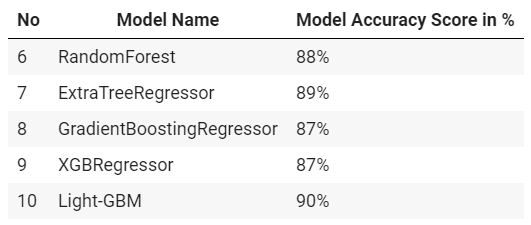 No Model Name Model Accuracy Score in %
6 RandomForest 88%
7 ExtraTreeRegressor 89%
8 GradientBoostingRegressor 87%
9 XGBRegressor 87%
10 Light-GBM 90%